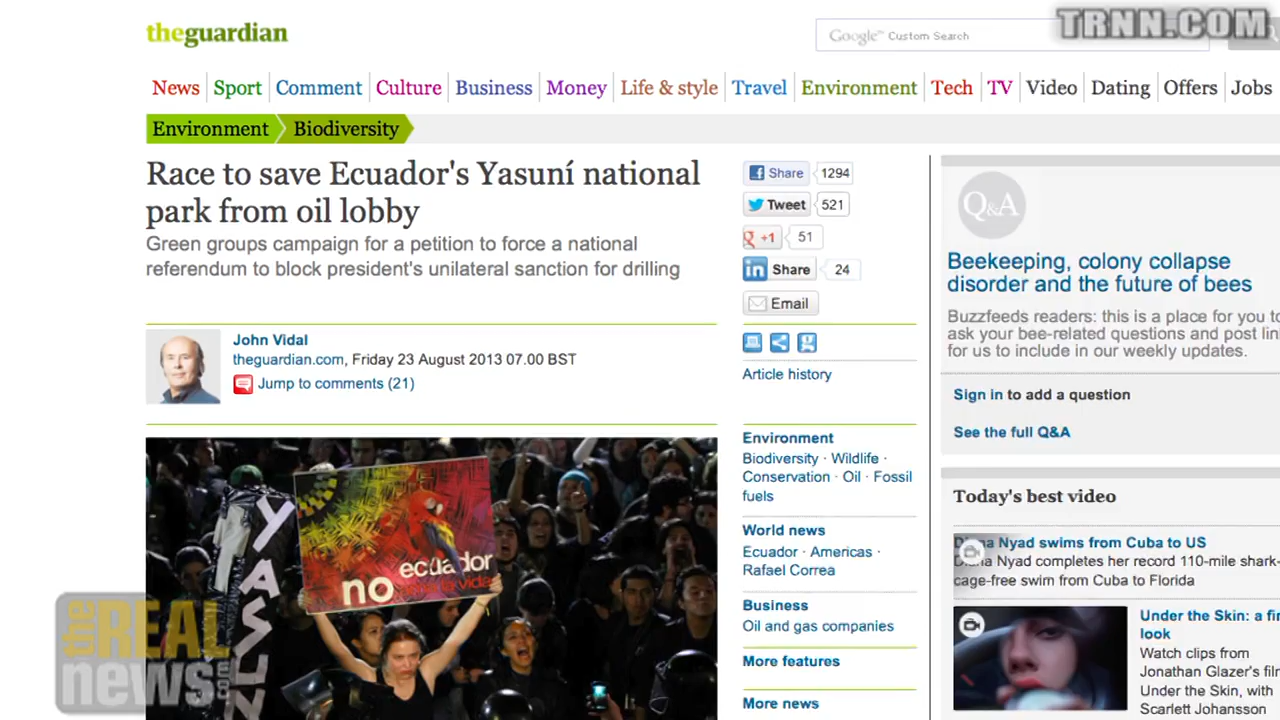 theguardian
Google™ Custom Search
TRNN.COM
News Sport Comment Culture Business Money Life & style Travel Environment Tech TV Video Dating Offers Jobs
Environment Biodiversity
Race to save Ecuador's Yasuní national
park from oil lobby
Green groups campaign for a petition to force a national
referendum to block president's unilateral sanction for drilling
John Vidal
theguardian.com, Friday 23 August 2013 07.00 BST
Jump to comments (21)
YASUN
ecuador
no
the REAL
news
Share 1294
Tweet 521
+1 51
in Share 24
Email
Article history
Environment
Biodiversity · Wildlife ·
Conservation · Oil · Fossil
fuels
World news
Ecuador · Americas ·
Rafael Correa
Business
Oil and gas companies
More features
More news
Q&A
Beekeeping, colony collapse
disorder and the future of bees
Buzzfeeds readers: this is a place for you to
ask your bee-related questions and post
for us to include in our weekly updates.
Sign in to add a question
See the full Q&A
Today's best video
Diana Nyad swims from Cuba to US
Diana Nyad completes her record 110-mile shark-
cage-free swim from Cuba to Florida
Under the Skin: a
look
Watch clips from
Jonathan Glazer's
Under the Skin, with
Scarlett Johansson